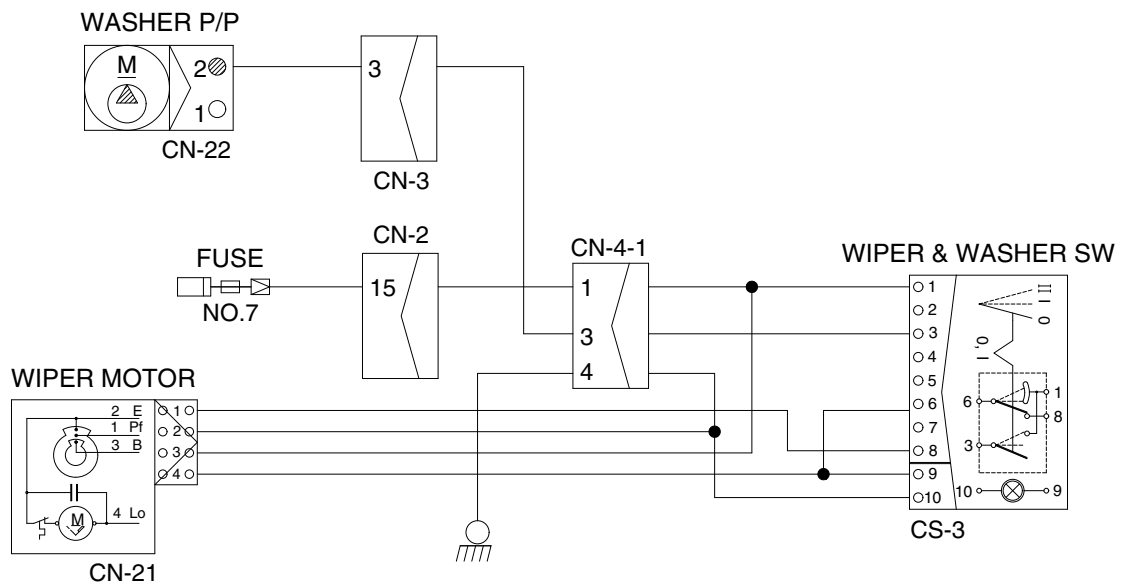 WASHER P/P
M
2
1
CN-22
3
CN-3
FUSE
NO.7
CN-2
15
CN-4-1
1
3
4
WIPER & WASHER SW
1
2
3
4
5
6
7
8
9
10
II
I
0
0,I
6
3
1
8
10
9
CS-3
WIPER MOTOR
2 E
1 Pf
3 B
4 Lo
M
1
2
3
4
CN-21